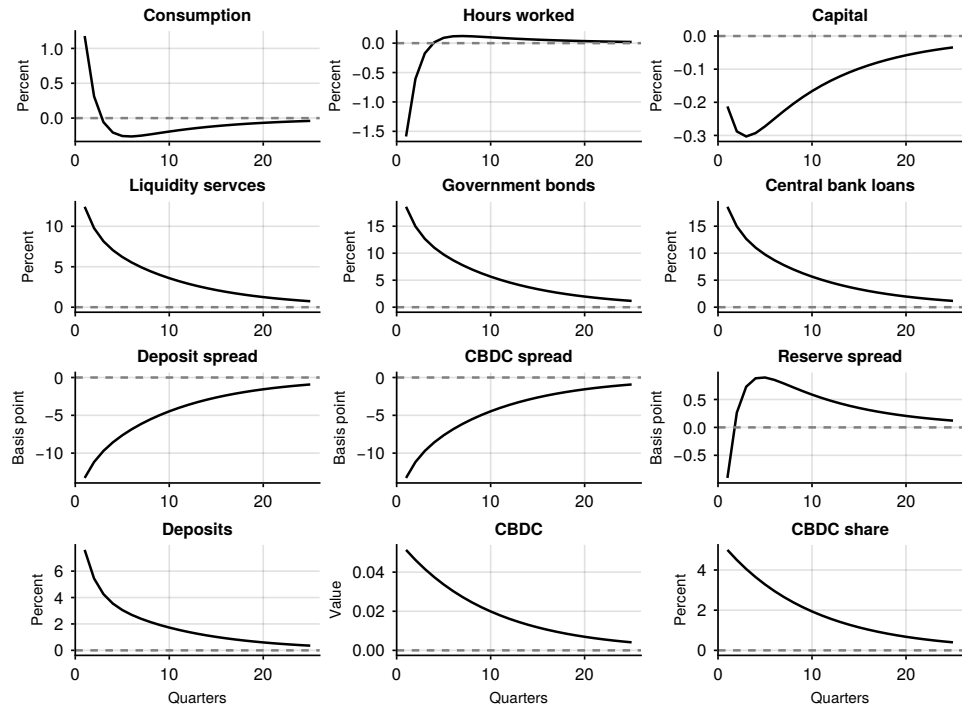 Consumption
Percent
1.0
0.5
0.0
0 10 20
Hours worked
Percent
0.0
−0.5
−1.0
−1.5
0 10 20
Capital
Percent
0.0
−0.1
−0.2
−0.3
0 10 20
Liquidity servces
Percent
10
5
0
0 10 20
Government bonds
Percent
15
10
5
0
0 10 20
Central bank loans
Percent
15
10
5
0
0 10 20
Deposit spread
Basis point
0
−5
−10
0 10 20
CBDC spread
Basis point
0
−5
−10
0 10 20
Reserve spread
Basis point
0.5
0.0
−0.5
0 10 20
Deposits
Percent
6
4
2
0
0 10 20
Quarters
CBDC
Value
0.04
0.02
0.00
0 10 20
Quarters
CBDC share
Percent
4
2
0
0 10 20
Quarters